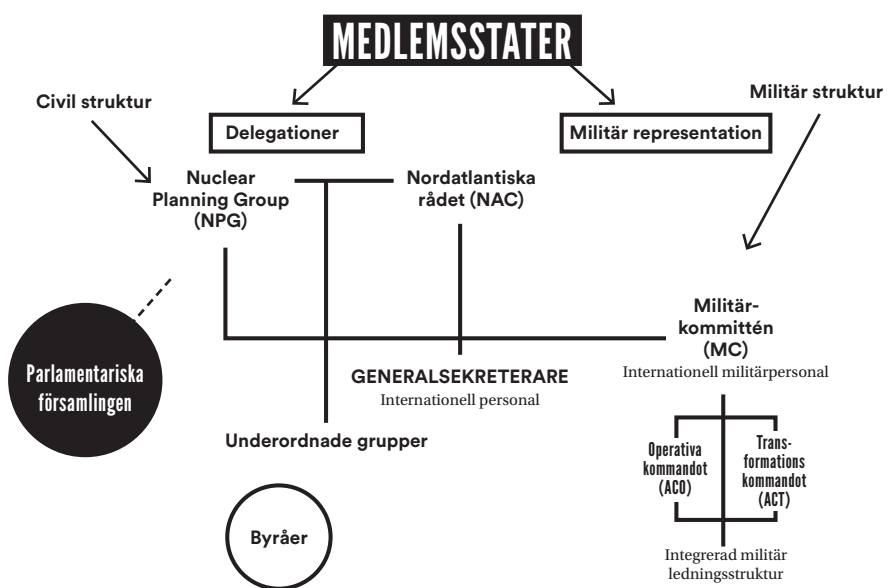 MEDLEMSSTATER
Civil struktur
Militär struktur
Delegationer
Militär representation
Nuclear
Planning Group
(NPG)
Nordatlantiska
rådet (NAC)
Militär-
kommittén
(MC)
Internationell militärpersonal
Parlamentariska
församlingen
GENERALSEKRETERARE
Internationell personal
Underordnade grupper
Operativa
kommandot
(ACO)
Trans-
formations
kommandot
(ACT)
Byråer
Integrerad militär
ledningsstruktur